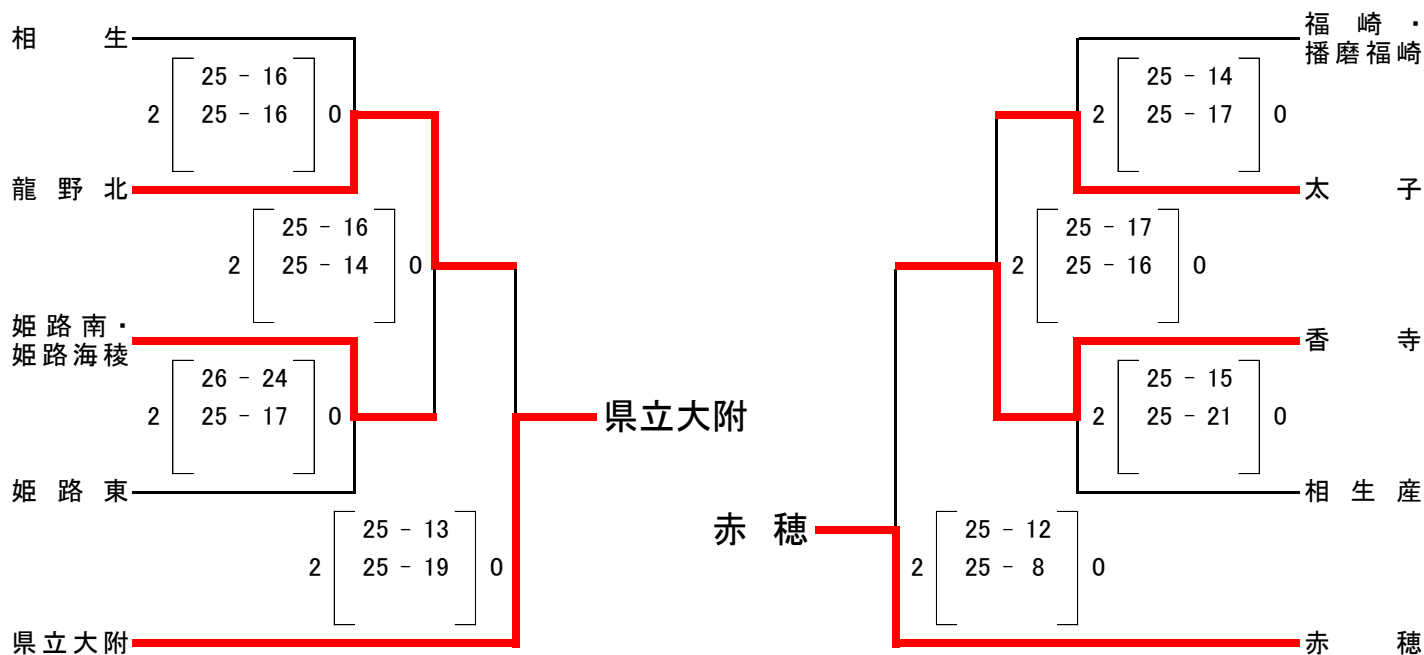 相生
25 - 16
2 25 - 16 0
龍野北
25 - 16
2 25 - 14 0
姫路南・
姫路海稜
26 - 24
2 25 - 17 0
姫路東
県立大附
25 - 13
2 25 - 19 0
県立大附
福崎・
播磨福崎
25 - 14
2 25 - 17 0
太子
25 - 17
2 25 - 16 0
香寺
25 - 15
2 25 - 21 0
相生産
赤穂
25 - 12
2 25 - 8 0
赤穂